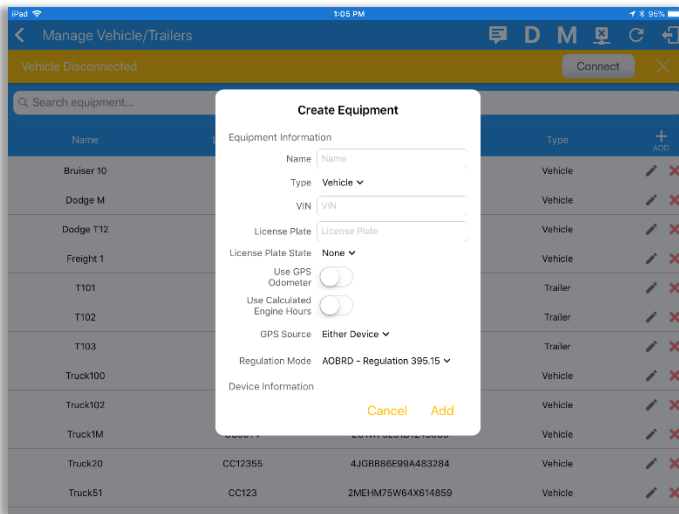 iPad 1:05 PM 95%
Manage Vehicle/Trailers D M
Vehicle Disconnected Connect
Search equipment...
Name Type ADD
Create Equipment
Equipment Information
Name Name
Type Vehicle
VIN VIN
License Plate License Plate
License Plate State None
Use GPS
Odometer
Use Calculated
Engine Hours
GPS Source Either Device
Regulation Mode AOBRD - Regulation 395.15
Device Information
Cancel Add
Bruiser 10 Vehicle
Dodge M Vehicle
Dodge T12 Vehicle
Freight 1 Vehicle
T101 Trailer
T102 Trailer
T103 Trailer
Truck100 Vehicle
Truck102 Vehicle
Truck1M Vehicle
Truck20 CC12355 4JGBB86E99A483284 Vehicle
Truck51 CC123 2MEHM75W64X614859 Vehicle